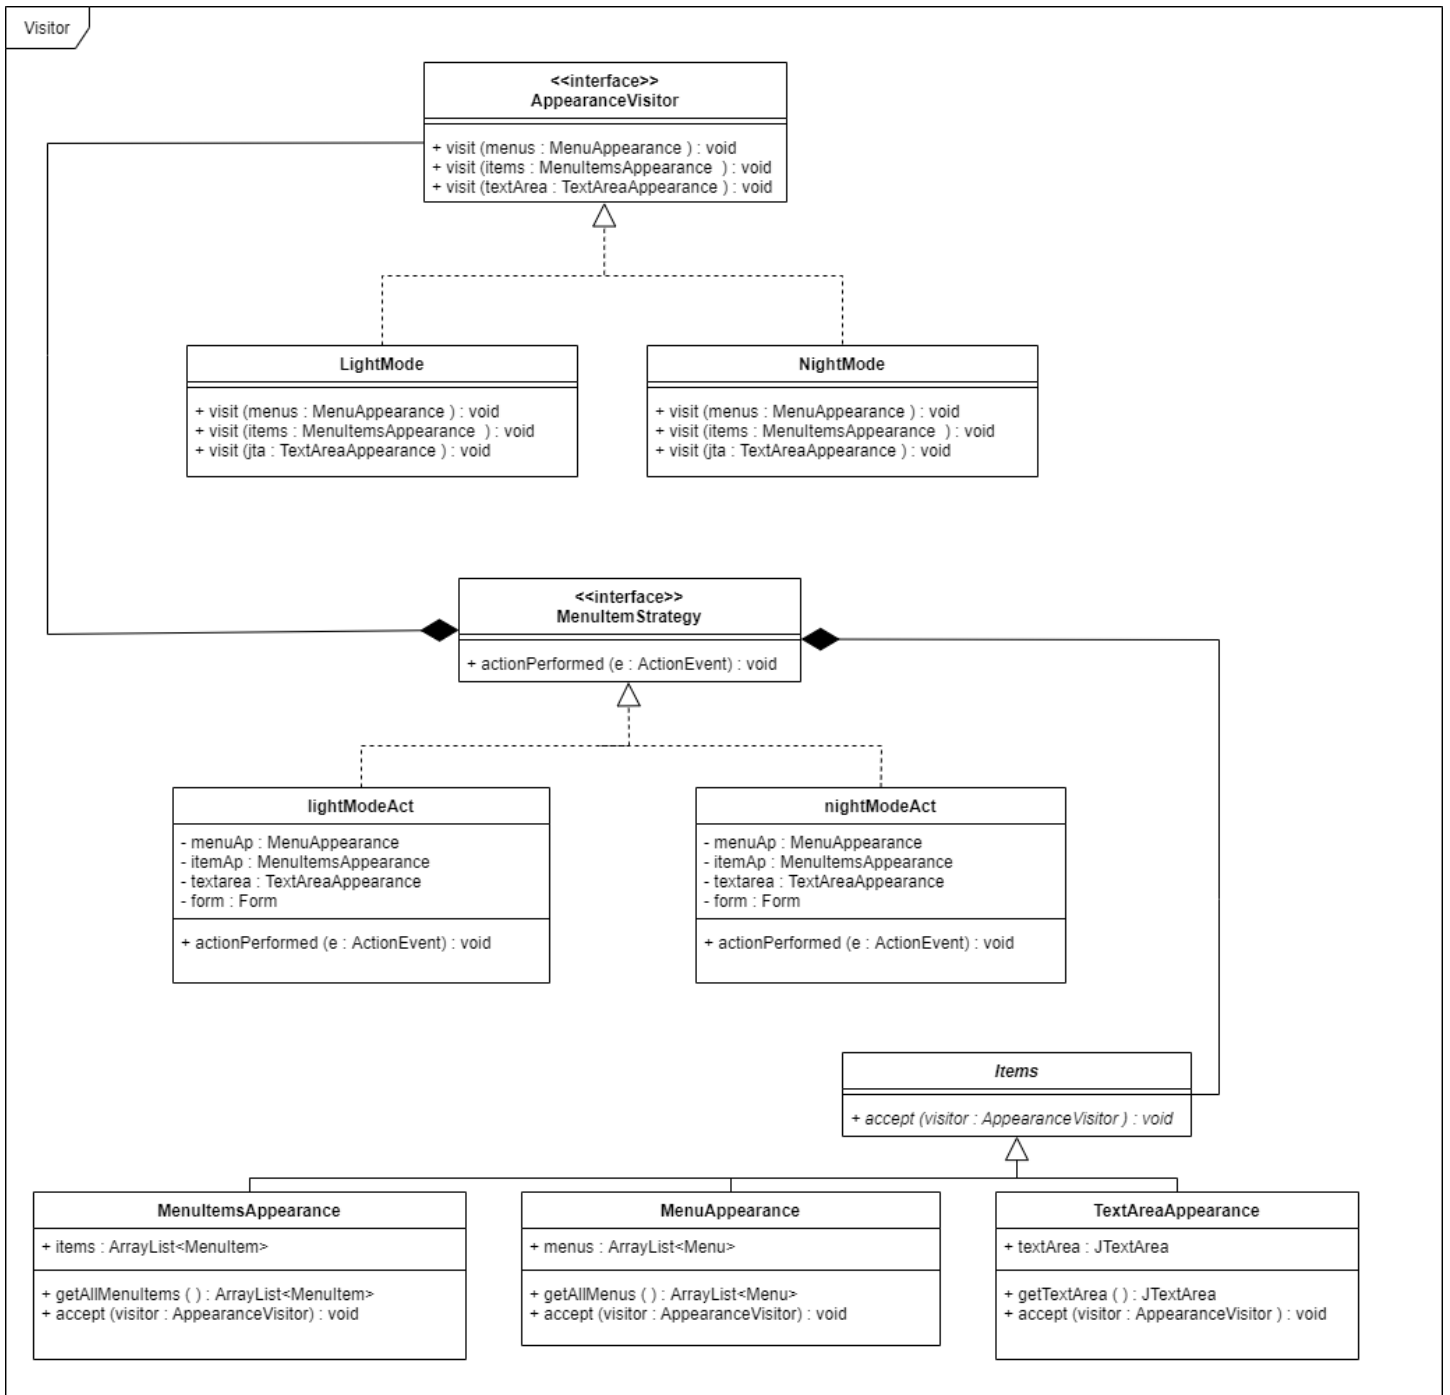 Visitor
<<interface>>
AppearanceVisitor
+ visit (menus : MenuAppearance ) : void
+ visit (items : MenuItemsAppearance  ) : void
+ visit (textArea : TextAreaAppearance ) : void
LightMode
+ visit (menus : MenuAppearance ) : void
+ visit (items : MenuItemsAppearance  ) : void
+ visit (jta : TextAreaAppearance ) : void
NightMode
+ visit (menus : MenuAppearance ) : void
+ visit (items : MenuItemsAppearance  ) : void
+ visit (jta : TextAreaAppearance ) : void
<<interface>>
MenuItemStrategy
+ actionPerformed (e : ActionEvent) : void
lightModeAct
- menuAp : MenuAppearance
- itemAp : MenuItemsAppearance
- textarea : TextAreaAppearance
- form : Form
+ actionPerformed (e : ActionEvent) : void
nightModeAct
- menuAp : MenuAppearance
- itemAp : MenuItemsAppearance
- textarea : TextAreaAppearance
- form : Form
+ actionPerformed (e : ActionEvent) : void
Items
+ accept (visitor : AppearanceVisitor ) : void
MenuItemsAppearance
+ items : ArrayList<MenuItem>
+ getAllMenuItems ( ) : ArrayList<MenuItem>
+ accept (visitor : AppearanceVisitor) : void
MenuAppearance
+ menus : ArrayList<Menu>
+ getAllMenus ( ) : ArrayList<Menu>
+ accept (visitor : AppearanceVisitor) : void
TextAreaAppearance
+ textArea : JTextArea
+ getTextArea ( ) : JTextArea
+ accept (visitor : AppearanceVisitor ) : void